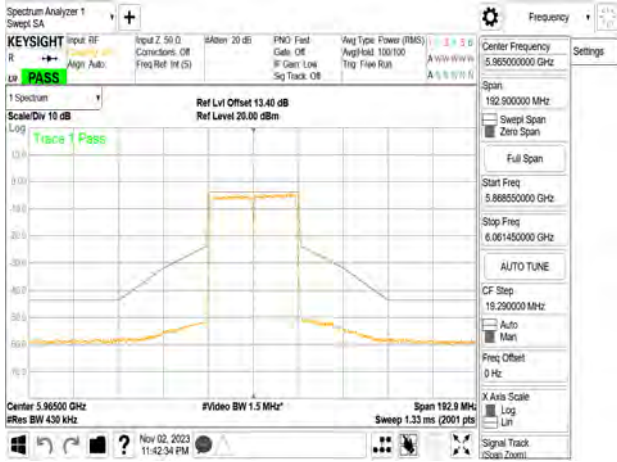 Spectrum Analyzer 1
Swept SA
Frequency
KEYSIGHT
Input: RF
Align: Auto
Input Z: 50 Ω
Corrections: Off
Freq Ref: Int (S)
#Atten: 20 dB
PNO: Fast
Gate: Off
IF Gain: Low
Sig Track: Off
Avg Type: Power (RMS)
Avg|Hold: 100/100
Trig: Free Run
PASS
1 Spectrum
Scale/Div 10 dB
Ref Lvl Offset 13.40 dB
Ref Level 20.00 dBm
Log
Trace 1 Pass
Center 5.96500 GHz
#Res BW 430 kHz
#Video BW 1.5 MHz*
Span 192.9 MHz
Sweep 1.33 ms (2001 pts)
Nov 02, 2023
11:42:34 PM
Center Frequency
5.965000000 GHz
Settings
Span
192.900000 MHz
Swept Span
Zero Span
Full Span
Start Freq
5.868550000 GHz
Stop Freq
6.061450000 GHz
AUTO TUNE
CF Step
19.290000 MHz
Auto
Man
Freq Offset
0 Hz
X Axis Scale
Log
Lin
Signal Track
(Span Zoom)